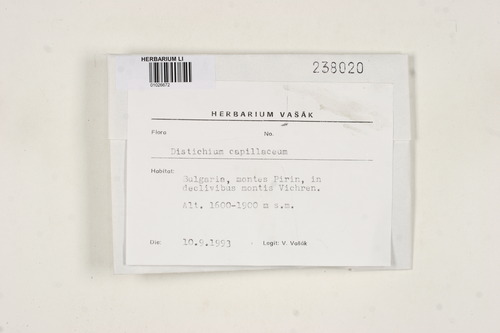 HERBARIUM LI
01026672
238020
HERBARIUM VAŠÁK
Flora No.
Distichium capillaceum
Habitat:
Bulgaria, montes Pirin, in
declivibus montis Vichren.
Alt. 1600-1900 m s.m.
Die: 10.9.1993 Legit: V. Vašák